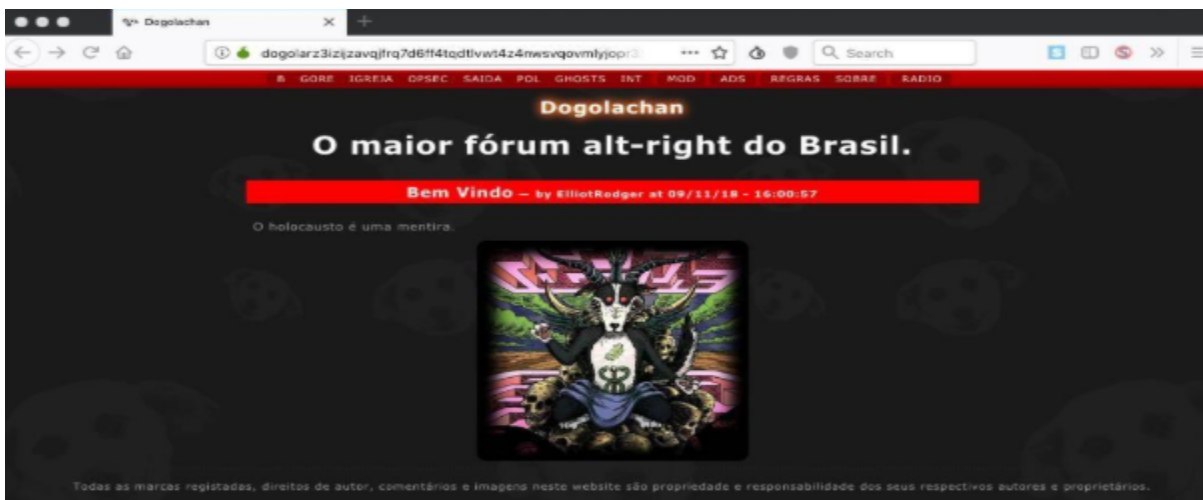 Dogolachan
Search
B GORE IGREJA OPSEC SAIDA POL GHOSTS INT MOD ADS REGRAS SOBRE RADIO
Dogolachan
O maior fórum alt-right do Brasil.
Bem Vindo — by ElliotRodger at 09/11/18 - 16:00:57
O holocausto é uma mentira.
Todas as marcas registadas, direitos de autor, comentários e imagens neste website são propriedade e responsabilidade dos seus respectivos autores e proprietários.